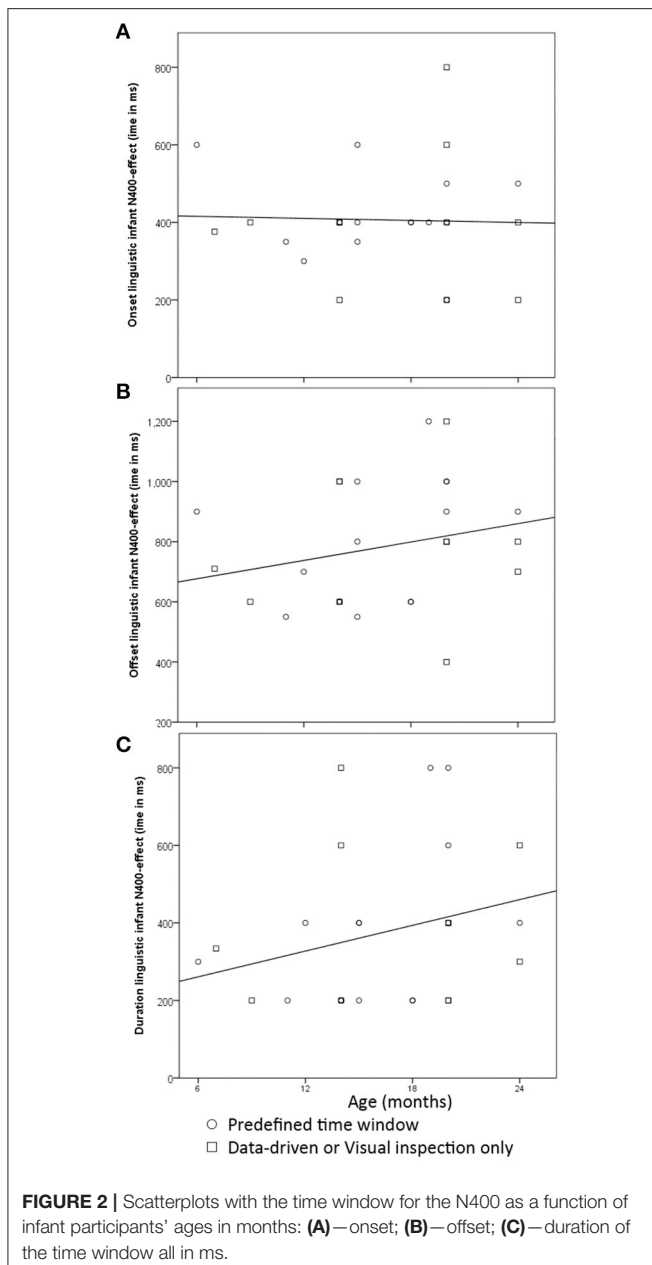 A
Onset linguistic infant N400-effect (ime in ms)
800
600
400
200
0
B
Offset linguistic infant N400-effect (ime in ms)
1,200
1,000
800
600
400
200
C
Duration linguistic infant N400-effect (ime in ms)
800
600
400
200
0
6 12 18 24
Age (months)
Predefined time window
Data-driven or Visual inspection only
FIGURE 2 | Scatterplots with the time window for the N400 as a function of
infant participants' ages in months: (A)—onset; (B)—offset; (C)—duration of
the time window all in ms.